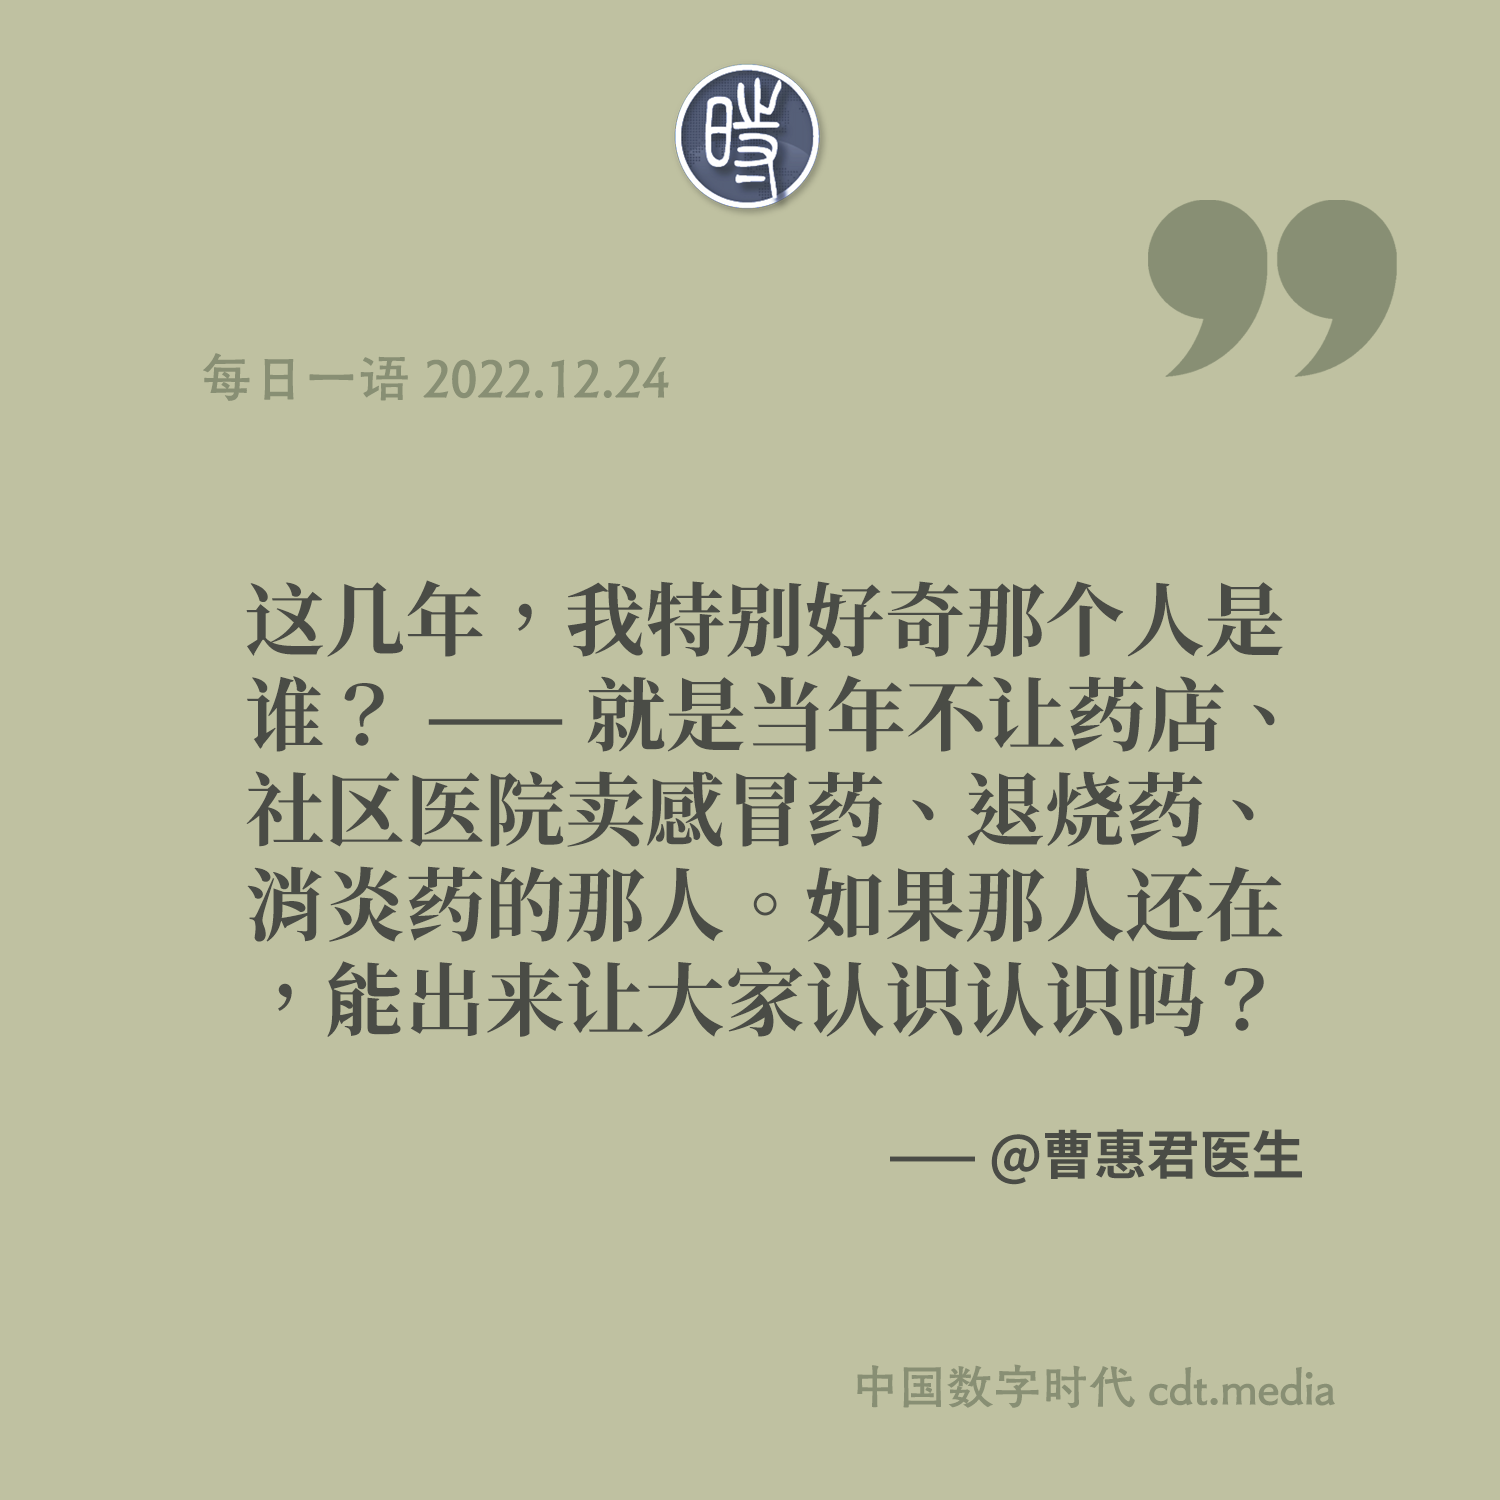 時
每日一语 2022.12.24
这几年，我特别好奇那个人是
谁？ —— 就是当年不让药店、
社区医院卖感冒药、退烧药、
消炎药的那人。如果那人还在
，能出来让大家认识认识吗？
—— @曹惠君医生
中国数字时代 cdt.media